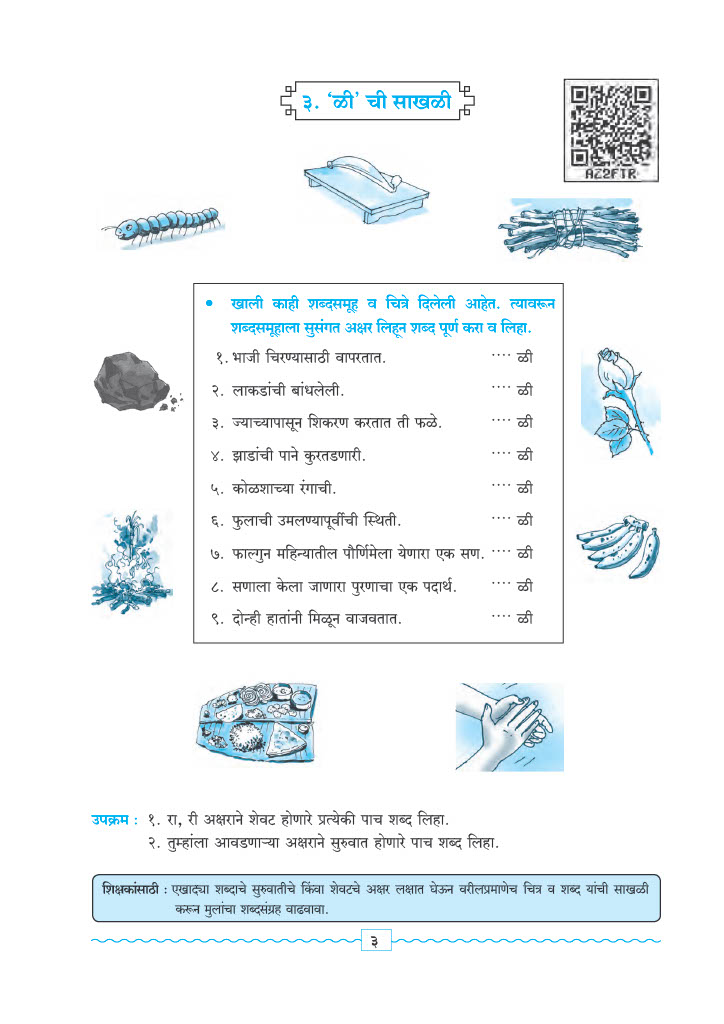 ३. ‘ळी’ ची साखळी
AZ2FTR
• खाली काही शब्दसमूह व चित्रे दिलेली आहेत. त्यावरून
शब्दसमूहाला सुसंगत अक्षर लिहून शब्द पूर्ण करा व लिहा.
१. भाजी चिरण्यासाठी वापरतात. ···· ळी
२. लाकडांची बांधलेली. ···· ळी
३. ज्याच्यापासून शिकरण करतात ती फळे. ···· ळी
४. झाडांची पाने कुरतडणारी. ···· ळी
५. कोळशाच्या रंगाची. ···· ळी
६. फुलाची उमलण्यापूर्वीची स्थिती. ···· ळी
७. फाल्गुन महिन्यातील पौर्णिमेला येणारा एक सण. ···· ळी
८. सणाला केला जाणारा पुरणाचा एक पदार्थ. ···· ळी
९. दोन्ही हातांनी मिळून वाजवतात. ···· ळी
उपक्रम : १. रा, री अक्षराने शेवट होणारे प्रत्येकी पाच शब्द लिहा.
२. तुम्हांला आवडणाऱ्या अक्षराने सुरुवात होणारे पाच शब्द लिहा.
शिक्षकांसाठी : एखाद्या शब्दाचे सुरुवातीचे किंवा शेवटचे अक्षर लक्षात घेऊन वरीलप्रमाणेच चित्र व शब्द यांची साखळी
करून मुलांचा शब्दसंग्रह वाढवावा.
३